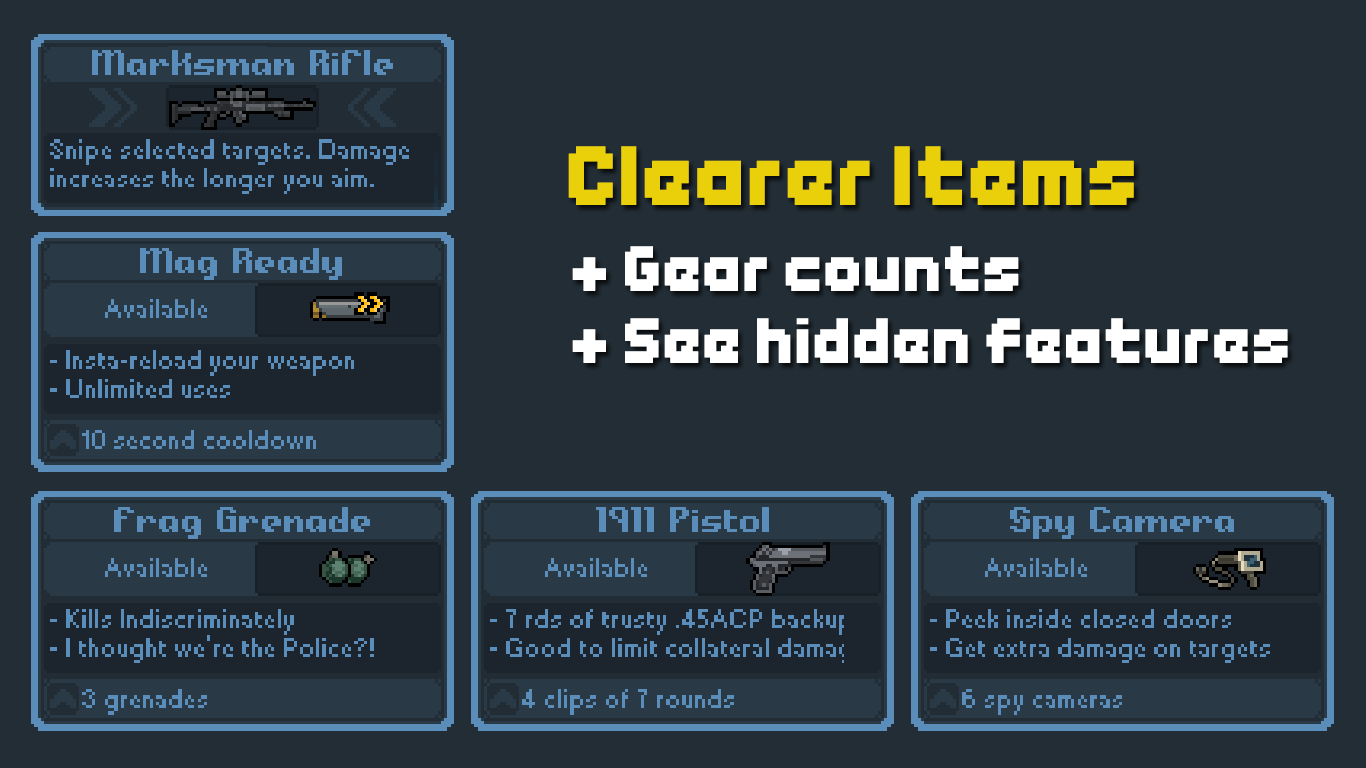 Marksman Rifle
Snipe selected targets. Damage
increases the longer you aim.
Clearer Items
+ Gear counts
+ See hidden features
Mag Ready
Available
- Insta-reload your weapon
- Unlimited uses
10 second cooldown
Frag Grenade
Available
- Kills Indiscriminately
- I thought we're the Police?!
3 grenades
1911 Pistol
Available
- 7 rds of trusty .45ACP backup
- Good to limit collateral damag
4 clips of 7 rounds
Spy Camera
Available
- Peek inside closed doors
- Get extra damage on targets
6 spy cameras